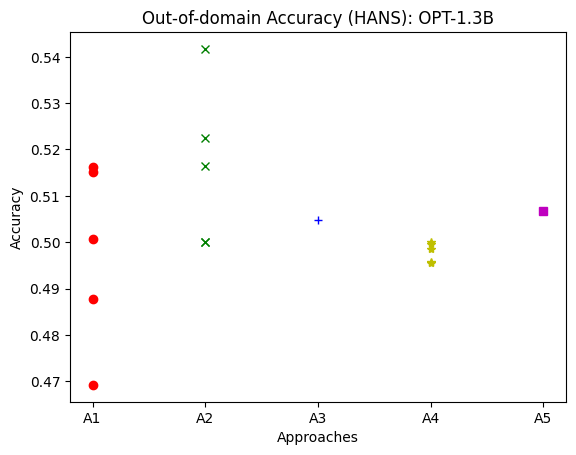 Out-of-domain Accuracy (HANS): OPT-1.3B
Accuracy
0.54
0.53
0.52
0.51
0.50
0.49
0.48
0.47
A1
A2
A3
A4
A5
Approaches